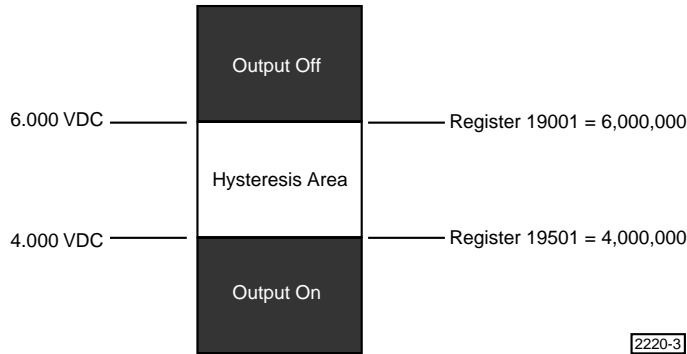 Output Off
6.000 VDC
Register 19001 = 6,000,000
Hysteresis Area
4.000 VDC
Register 19501 = 4,000,000
Output On
2220-3